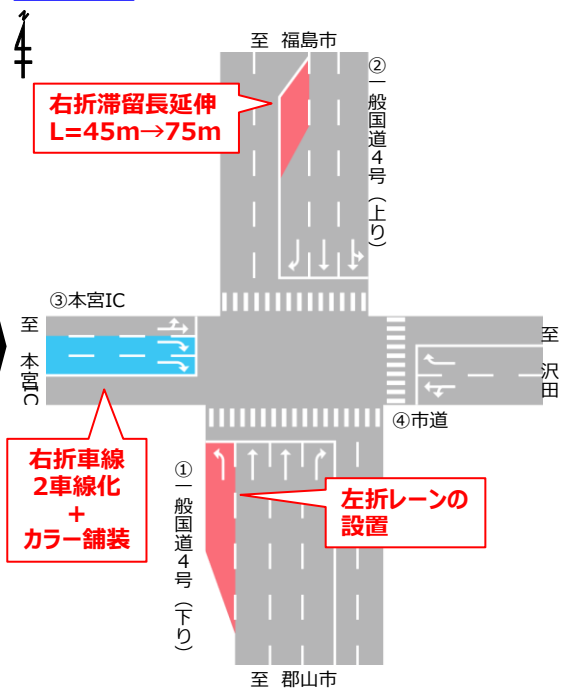 至 福島市
右折滞留長延伸
L=45m→75m
②一般国道4号（上り）
③本宮IC
至 本宮IC
至 沢田
④市道
右折車線
2車線化
+
カラー舗装
①一般国道4号（下り）
左折レーンの
設置
至 郡山市